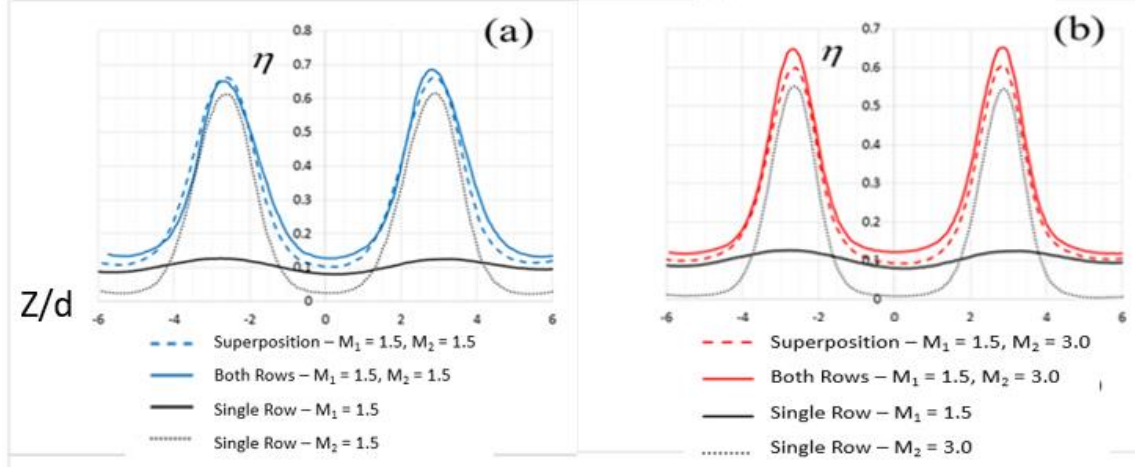 (a)
η
0.8
0.7
0.6
0.5
0.4
0.3
0.2
0.1
0
-6 -4 -2 0 2 4 6
Z/d
Superposition – M₁ = 1.5, M₂ = 1.5
Both Rows – M₁ = 1.5, M₂ = 1.5
Single Row – M₁ = 1.5
Single Row – M₂ = 1.5
(b)
η
0.7
0.6
0.5
0.4
0.3
0.2
0.1
0
-6 -4 -2 0 2 4 6
Superposition – M₁ = 1.5, M₂ = 3.0
Both Rows – M₁ = 1.5, M₂ = 3.0
Single Row – M₁ = 1.5
Single Row – M₂ = 3.0